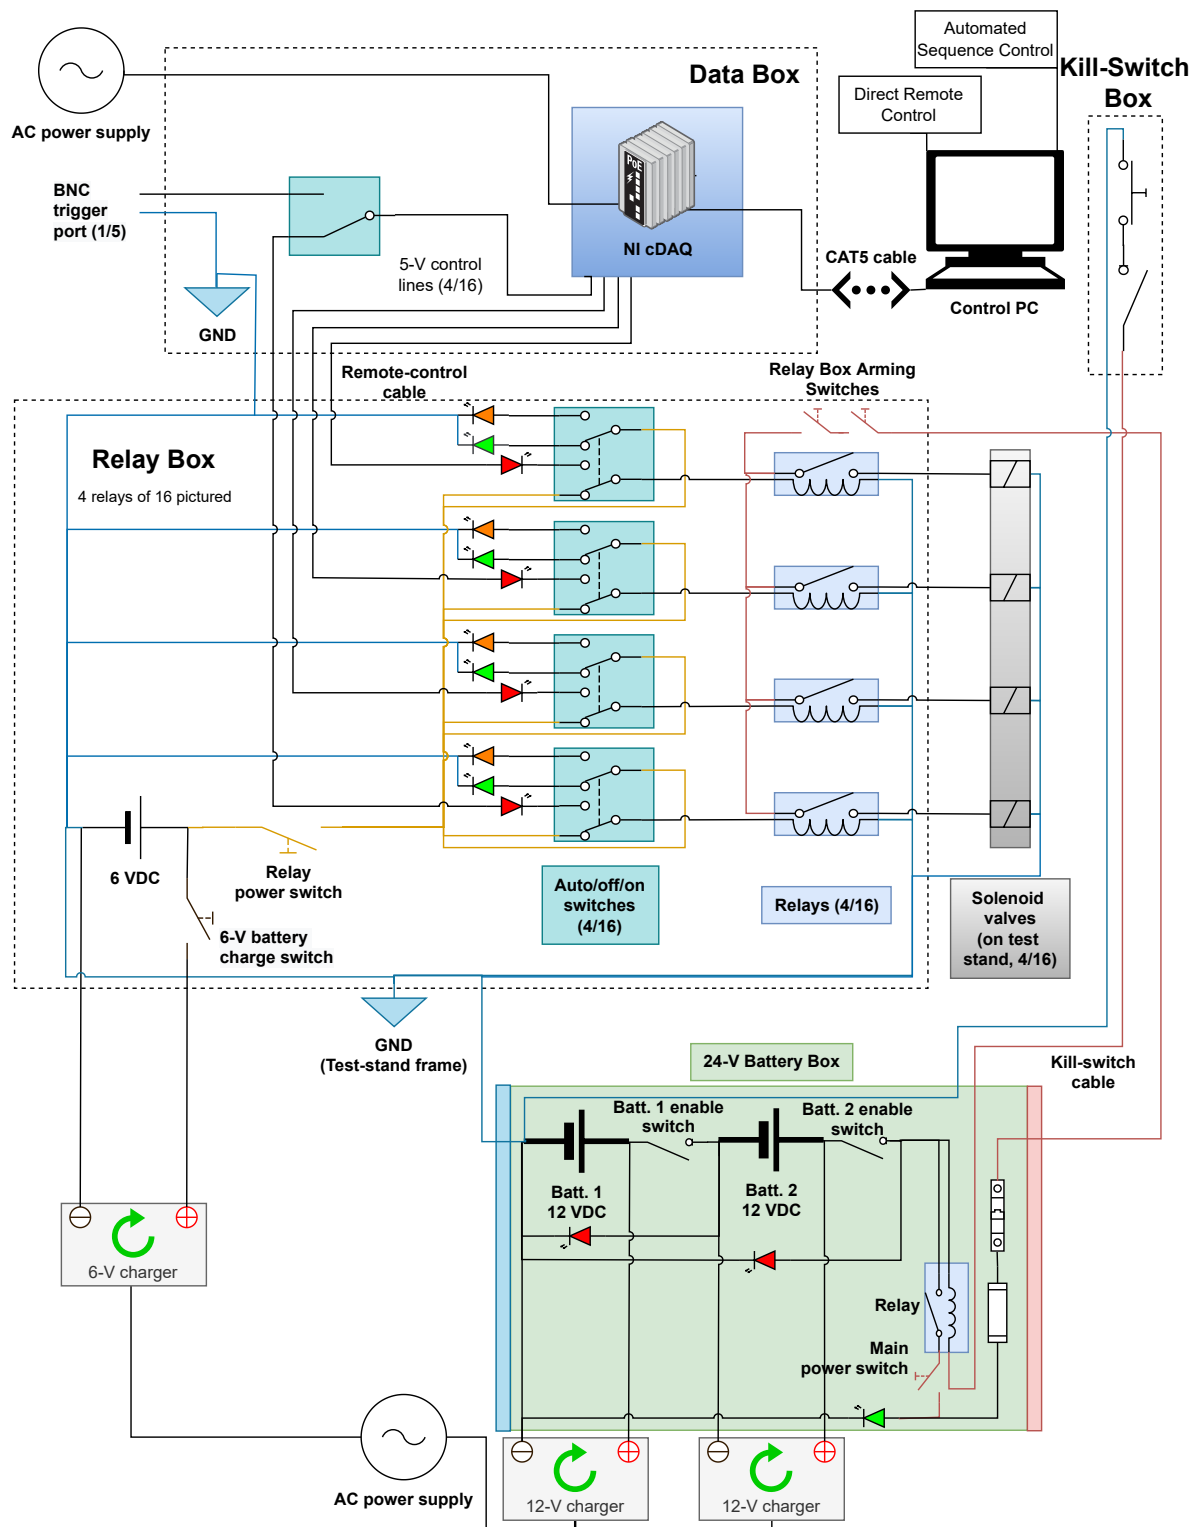 Automated
Sequence Control
Kill-Switch
Box
Data Box
Direct Remote
Control
AC power supply
PoE
BNC
trigger
port (1/5)
NI cDAQ
CAT5 cable
5-V control
lines (4/16)
Control PC
GND
Remote-control
cable
Relay Box Arming
Switches
Relay Box
4 relays of 16 pictured
6 VDC
Relay
power switch
6-V battery
charge switch
Auto/off/on
switches
(4/16)
Relays (4/16)
Solenoid
valves
(on test
stand, 4/16)
GND
(Test-stand frame)
24-V Battery Box
Kill-switch
cable
Batt. 1 enable
switch
Batt. 2 enable
switch
Batt. 1
12 VDC
Batt. 2
12 VDC
6-V charger
Relay
Main
power switch
AC power supply
12-V charger
12-V charger